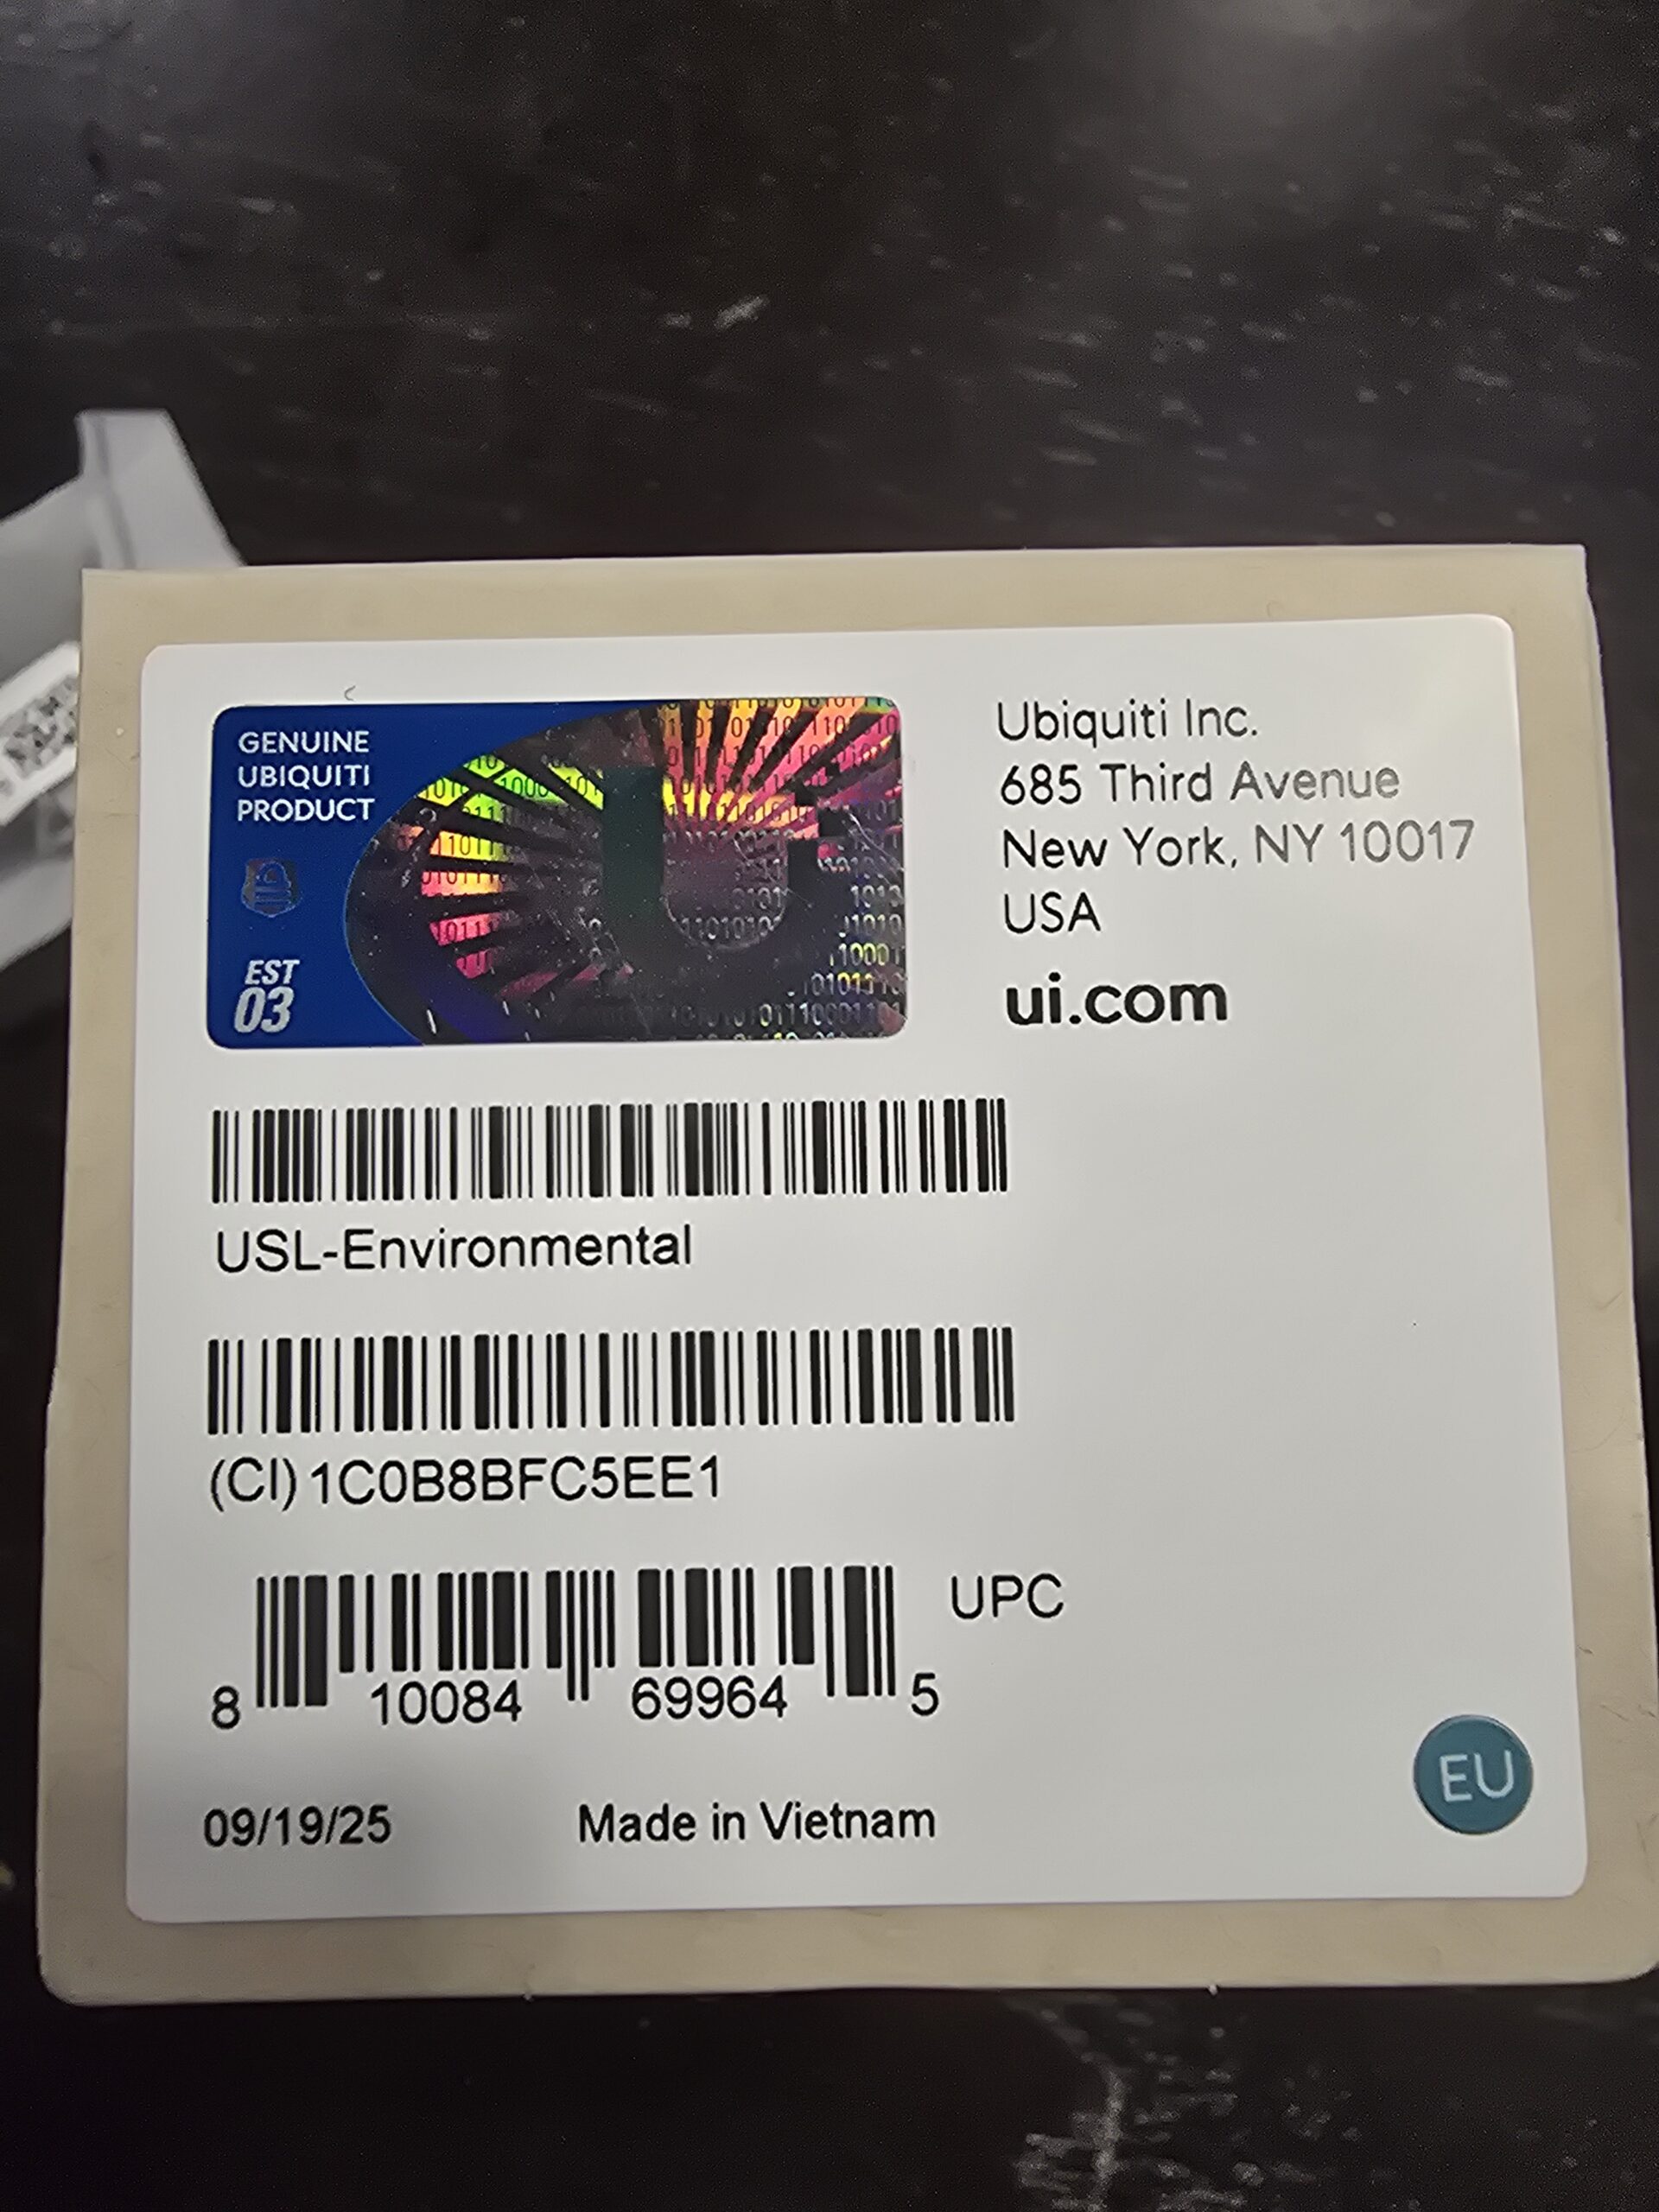 GENUINE
UBIQUITI
PRODUCT
EST
03
Ubiquiti Inc.
685 Third Avenue
New York, NY 10017
USA
ui.com
USL-Environmental
(CI) 1C0B8BFC5EE1
UPC
8 10084 69964 5
09/19/25 Made in Vietnam
EU